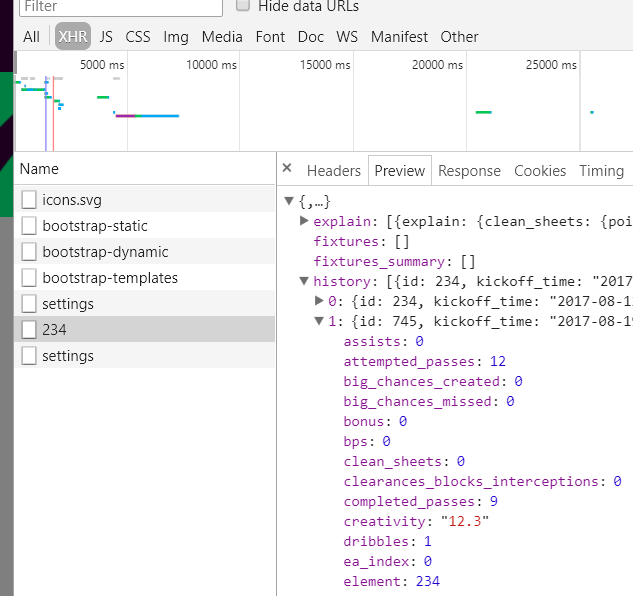 Filter
Hide data URLs
All XHR JS CSS Img Media Font Doc WS Manifest Other
5000 ms 10000 ms 15000 ms 20000 ms 25000 ms
Name
icons.svg
bootstrap-static
bootstrap-dynamic
bootstrap-templates
settings
234
settings
× Headers Preview Response Cookies Timing
▼{,…}
▶explain: [{explain: {clean_sheets: {poi
fixtures: []
fixtures_summary: []
▼history: [{id: 234, kickoff_time: "2017
▶0: {id: 234, kickoff_time: "2017-08-1
▼1: {id: 745, kickoff_time: "2017-08-1
assists: 0
attempted_passes: 12
big_chances_created: 0
big_chances_missed: 0
bonus: 0
bps: 0
clean_sheets: 0
clearances_blocks_interceptions: 0
completed_passes: 9
creativity: "12.3"
dribbles: 1
ea_index: 0
element: 234